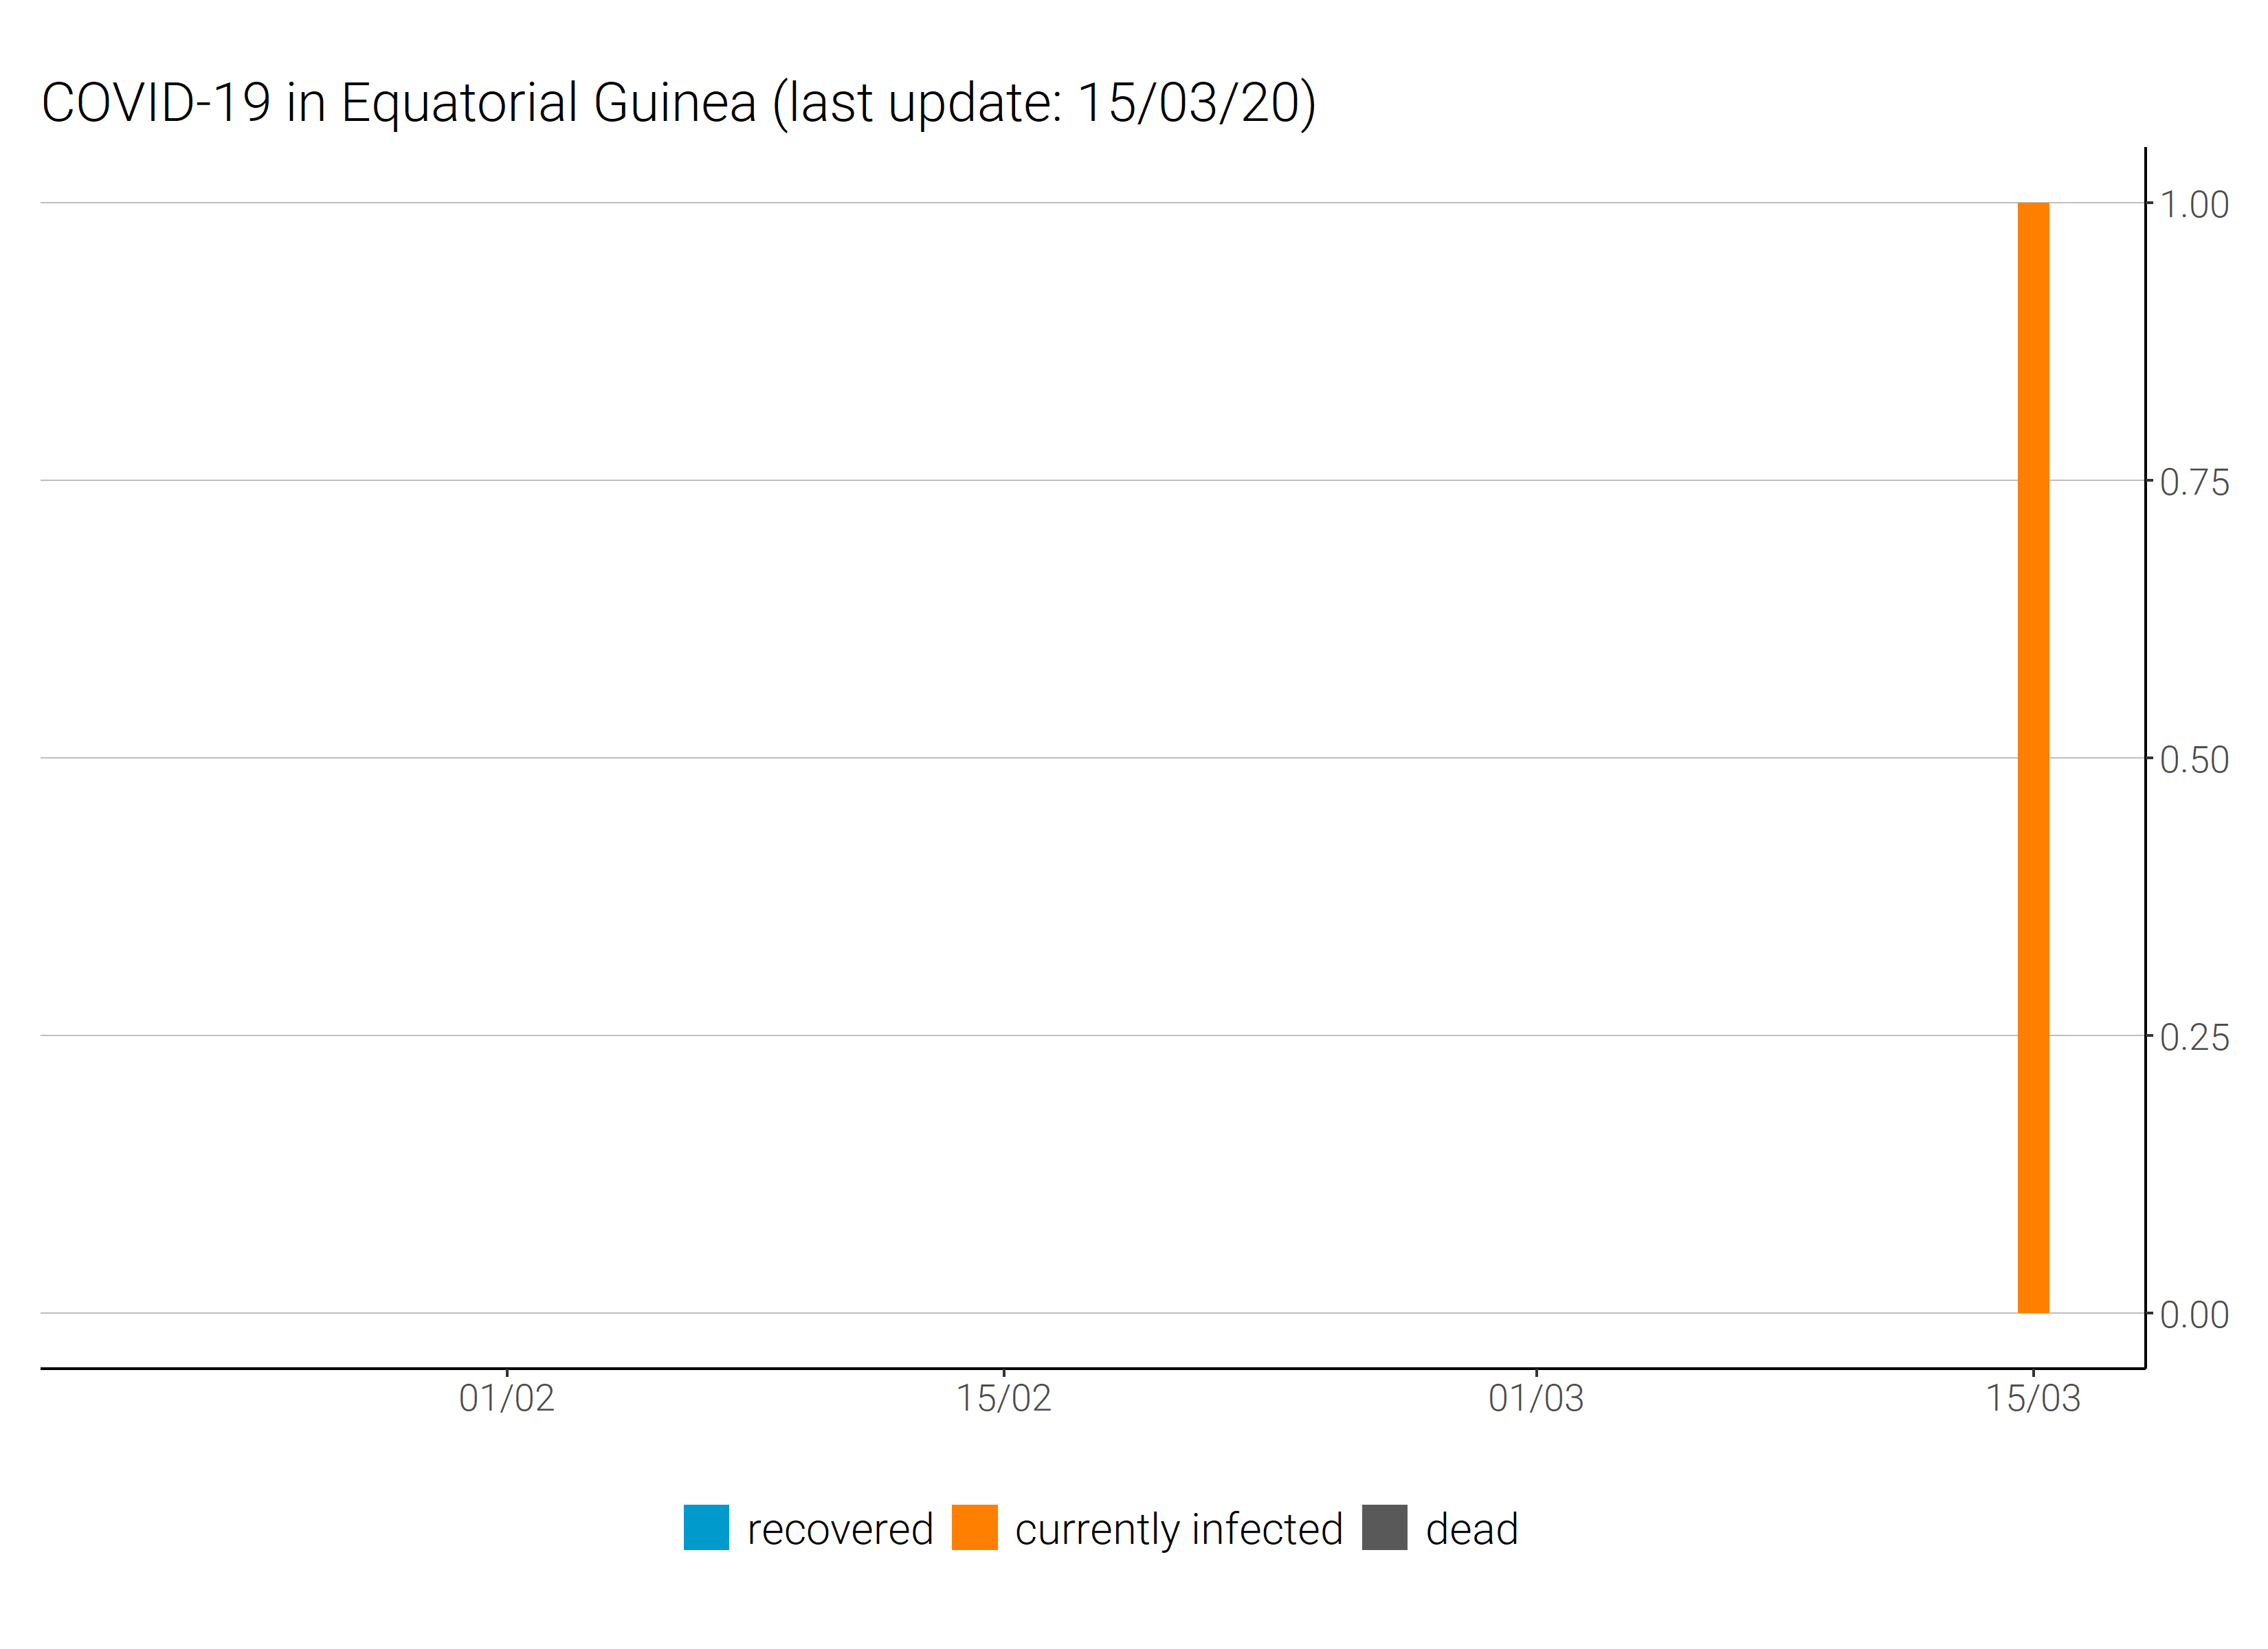 COVID-19 in Equatorial Guinea (last update: 15/03/20)
1.00
0.75
0.50
0.25
0.00
01/02 15/02 01/03 15/03
recovered currently infected dead